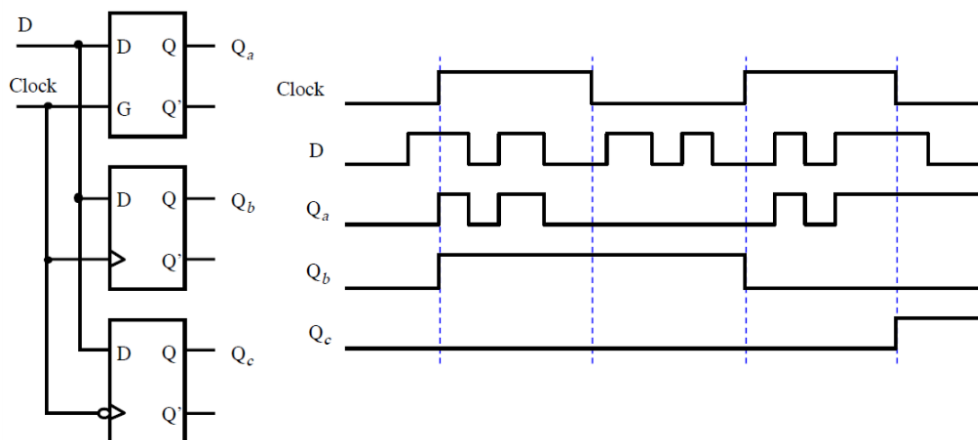 D
D Q Qa
Clock
G Q'
D Q Qb
Q'
D Q Qc
Q'
Clock
D
Qa
Qb
Qc